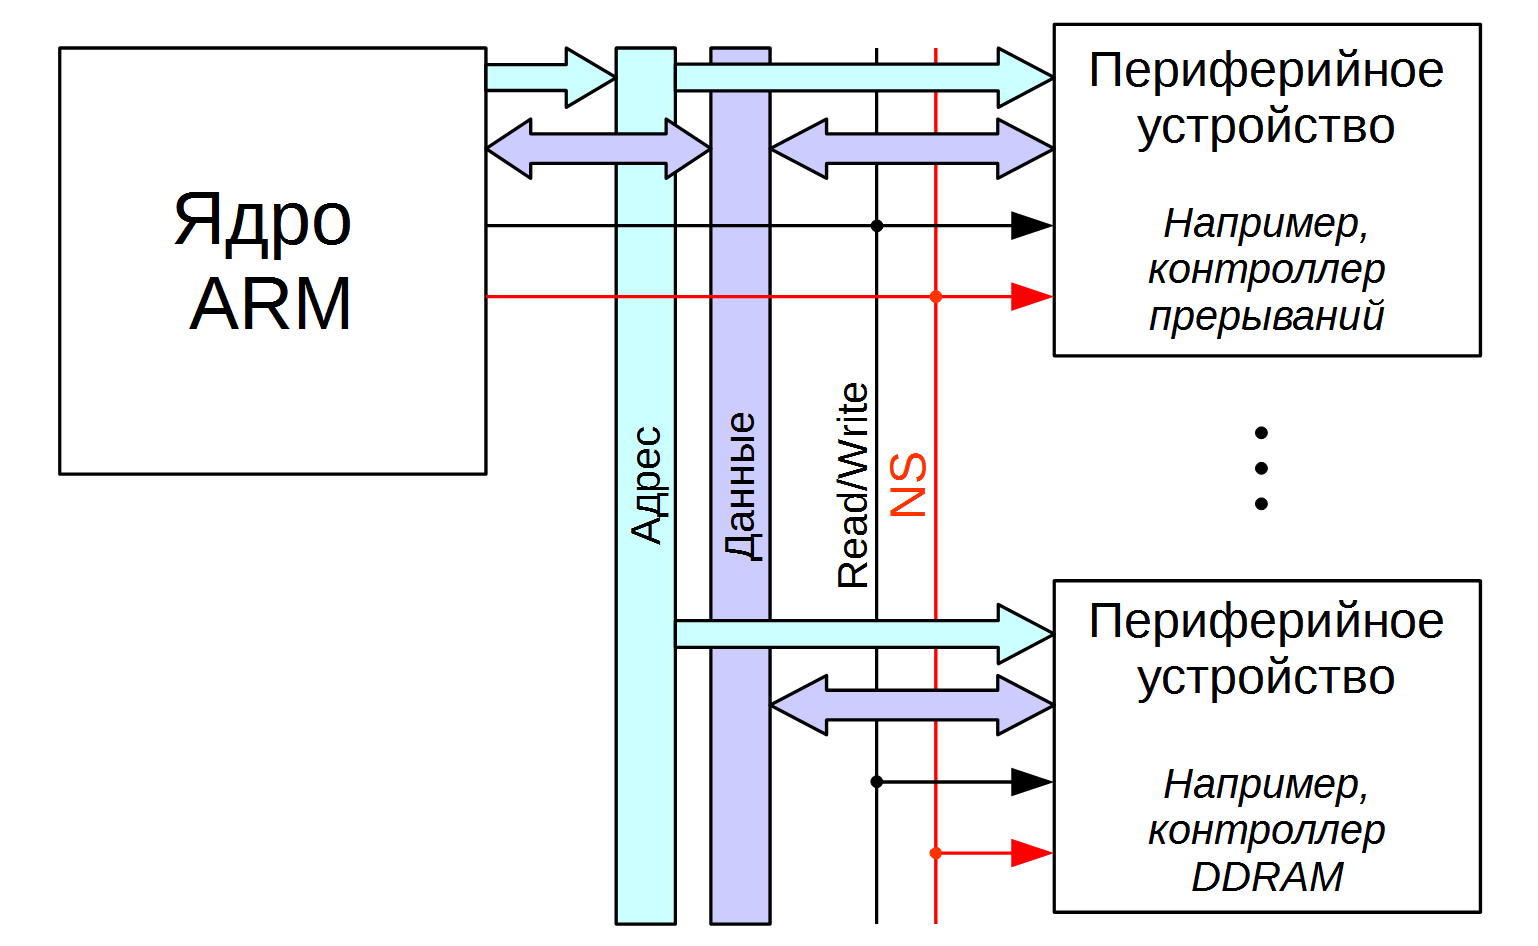 Ядро
ARM
Адрес
Данные
Read/Write
NS
Периферийное
устройство
Например,
контроллер
прерываний
Периферийное
устройство
Например,
контроллер
DDRAM